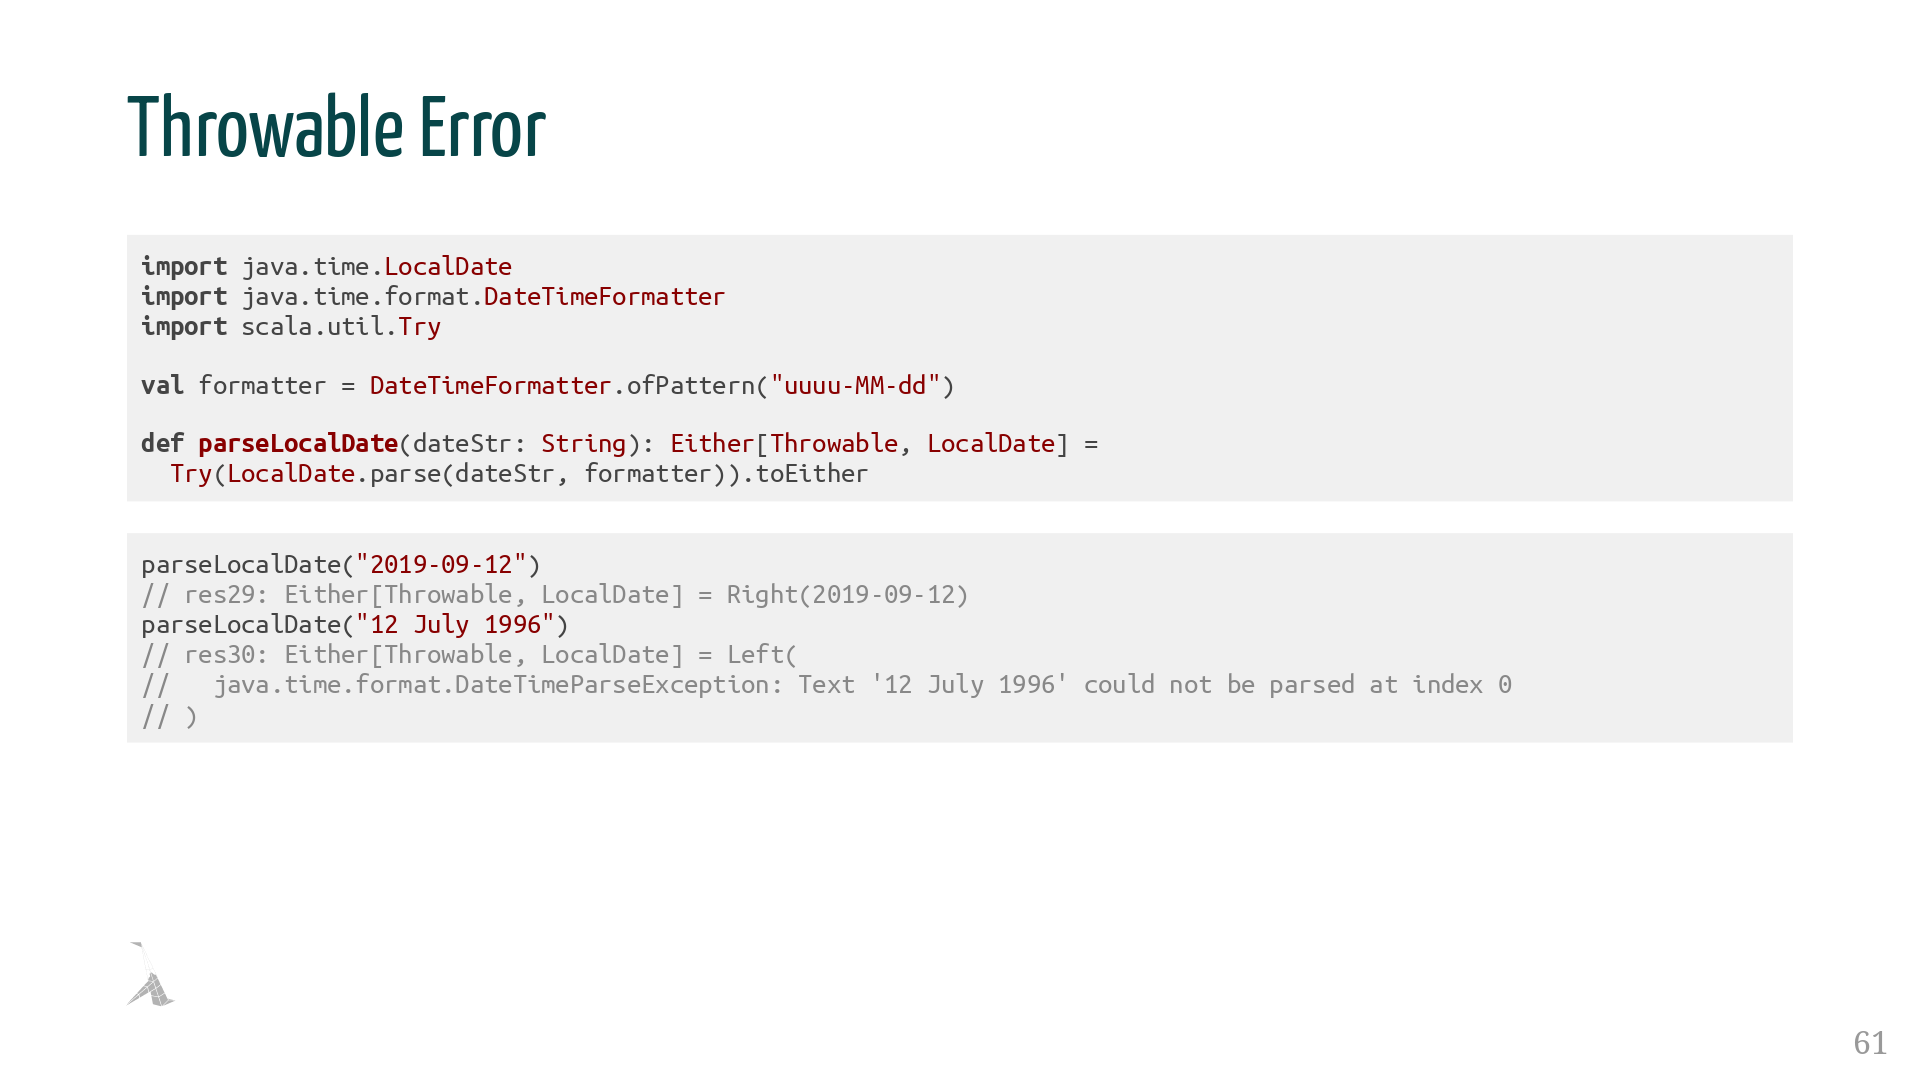 Throwable Error
import java.time.LocalDate
import java.time.format.DateTimeFormatter
import scala.util.Try
val formatter = DateTimeFormatter.ofPattern("uuuu-MM-dd")
def parseLocalDate(dateStr: String): Either[Throwable, LocalDate] =
  Try(LocalDate.parse(dateStr, formatter)).toEither
parseLocalDate("2019-09-12")
// res29: Either[Throwable, LocalDate] = Right(2019-09-12)
parseLocalDate("12 July 1996")
// res30: Either[Throwable, LocalDate] = Left(
//   java.time.format.DateTimeParseException: Text '12 July 1996' could not be parsed at index 0
// )
61